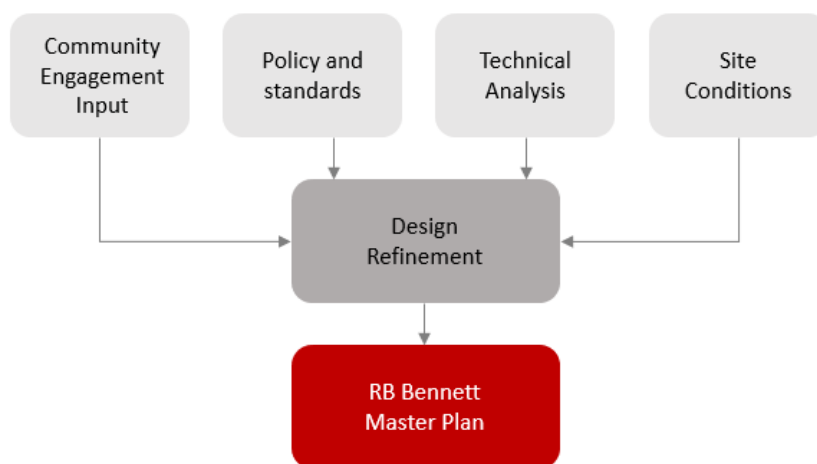 Community
Engagement
Input
Policy and
standards
Technical
Analysis
Site
Conditions
Design
Refinement
RB Bennett
Master Plan